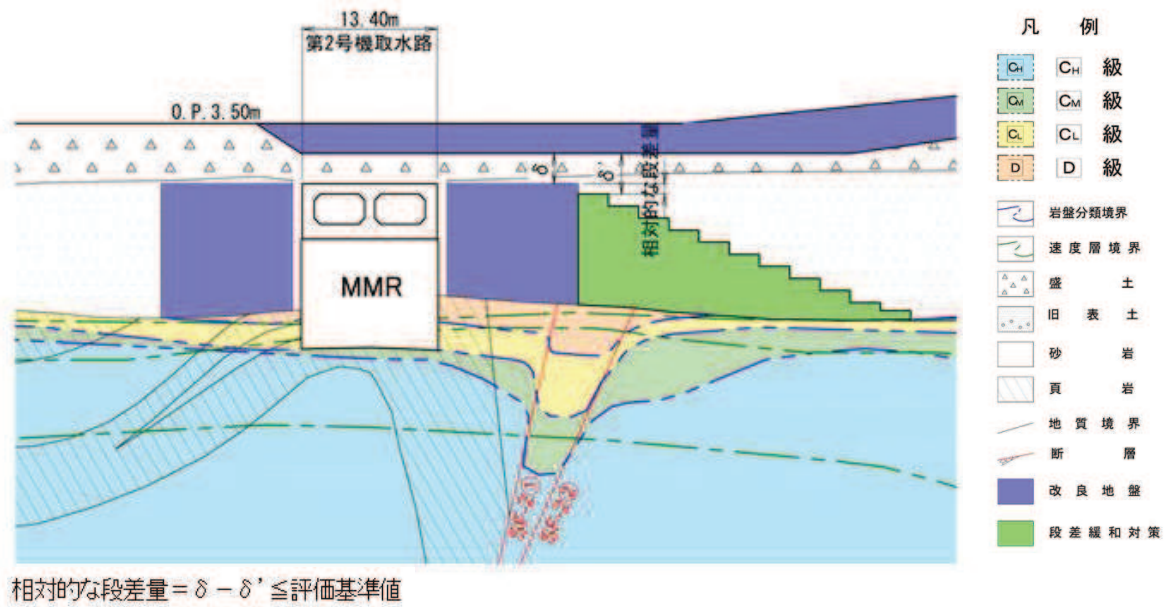 13.40m
第2号機取水路
O.P.3.50m
δ
δ'
相対的な段差量
MMR
相対的な段差量=δ-δ'≦評価基準値
凡 例
CH CH 級
CM CM 級
CL CL 級
D D 級
岩盤分類境界
速度層境界
盛 土
旧 表 土
砂 岩
頁 岩
地質境界
断 層
改良地盤
段差緩和対策